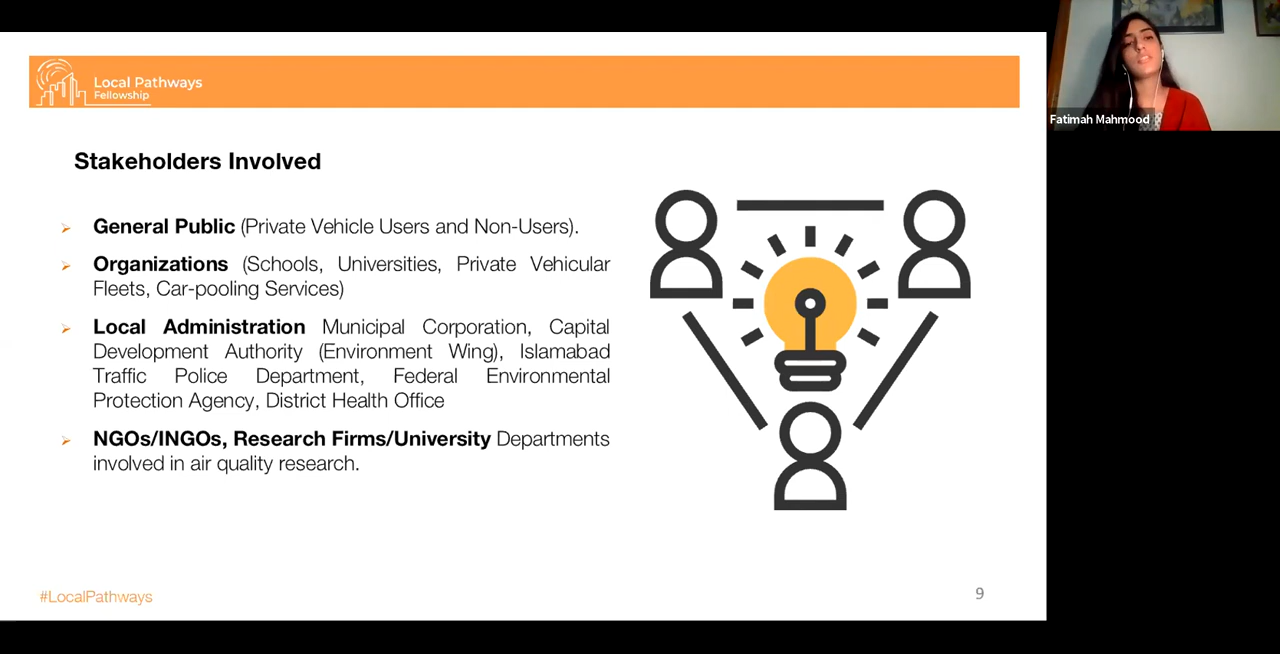 Local Pathways
Fellowship
Fatimah Mahmood
Stakeholders Involved
General Public (Private Vehicle Users and Non-Users).
Organizations (Schools, Universities, Private Vehicular
Fleets, Car-pooling Services)
Local Administration Municipal Corporation, Capital
Development Authority (Environment Wing), Islamabad
Traffic Police Department, Federal Environmental
Protection Agency, District Health Office
NGOs/INGOs, Research Firms/University Departments
involved in air quality research.
#LocalPathways
9